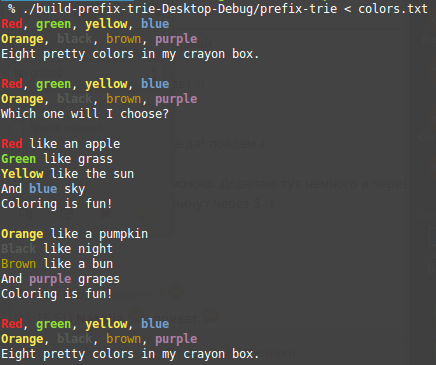 % ./build-prefix-trie-Desktop-Debug/prefix-trie < colors.txt
Red, green, yellow, blue
Orange, black, brown, purple
Eight pretty colors in my crayon box.
Red, green, yellow, blue
Orange, black, brown, purple
Which one will I choose?
Red like an apple
Green like grass
Yellow like the sun
And blue sky
Coloring is fun!
Orange like a pumpkin
Black like night
Brown like a bun
And purple grapes
Coloring is fun!
Red, green, yellow, blue
Orange, black, brown, purple
Eight pretty colors in my crayon box.